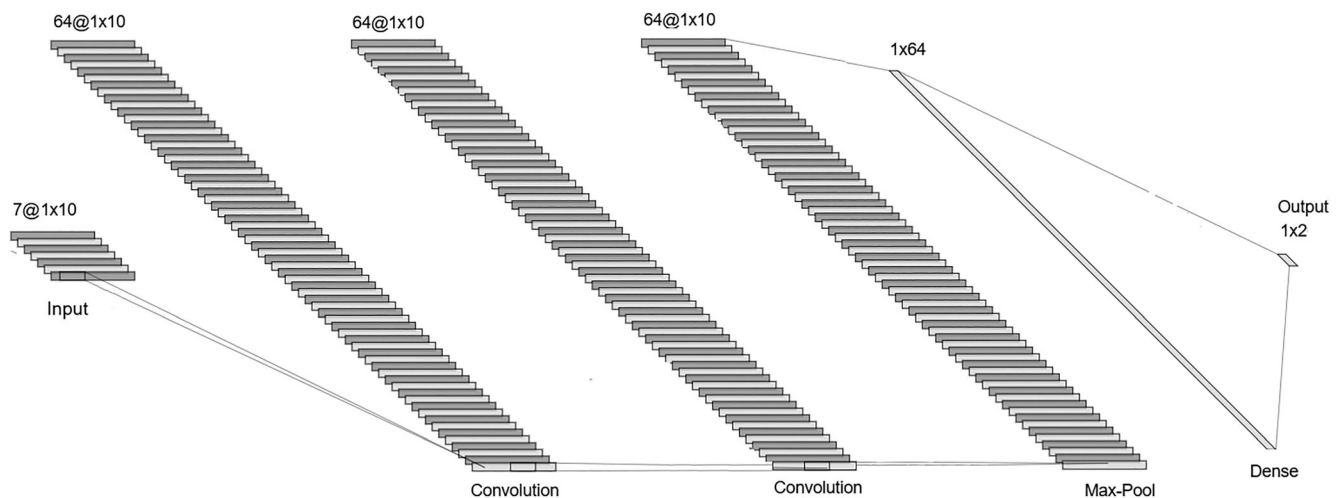 64@1x10
64@1x10
64@1x10
1x64
7@1x10
Output
1x2
Input
Convolution
Convolution
Max-Pool
Dense